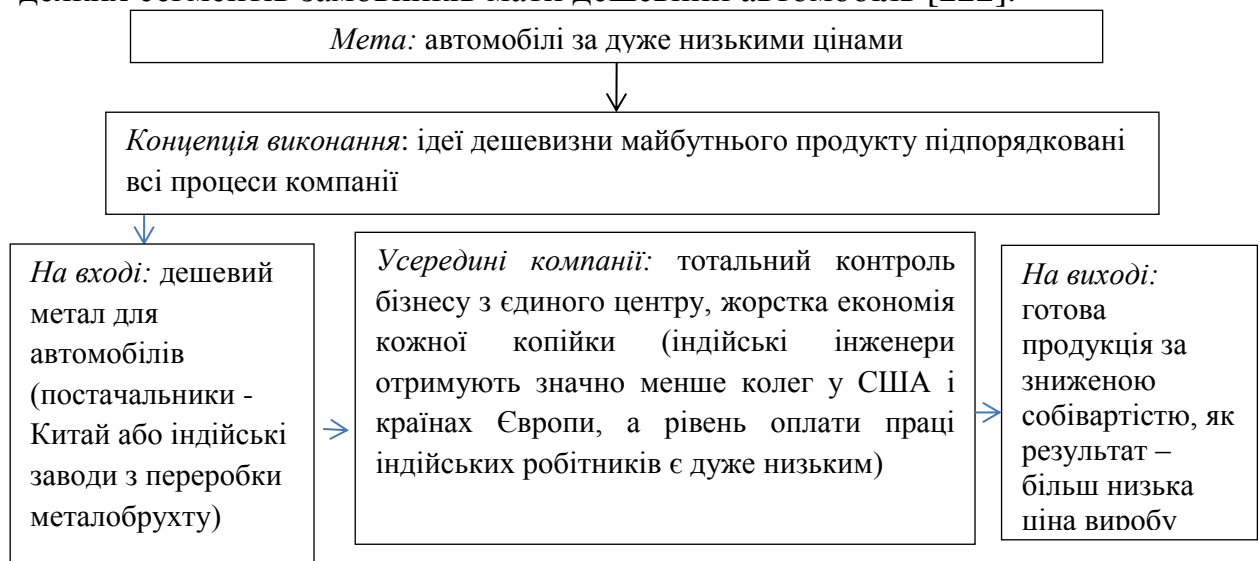 Мета: автомобілі за дуже низькими цінами
Концепція виконання: ідеї дешевизни майбутнього продукту підпорядковані
всі процеси компанії
На вході: дешевий
метал для
автомобілів
(постачальники -
Китай або індійські
заводи з переробки
металобрухту)
Усередині компанії: тотальний контроль
бізнесу з єдиного центру, жорстка економія
кожної копійки (індійські інженери
отримують значно менше колег у США і
країнах Європи, а рівень оплати праці
індійських робітників є дуже низьким)
На виході:
готова
продукція за
зниженою
собівартістю, як
результат –
більш низька
ціна виробу